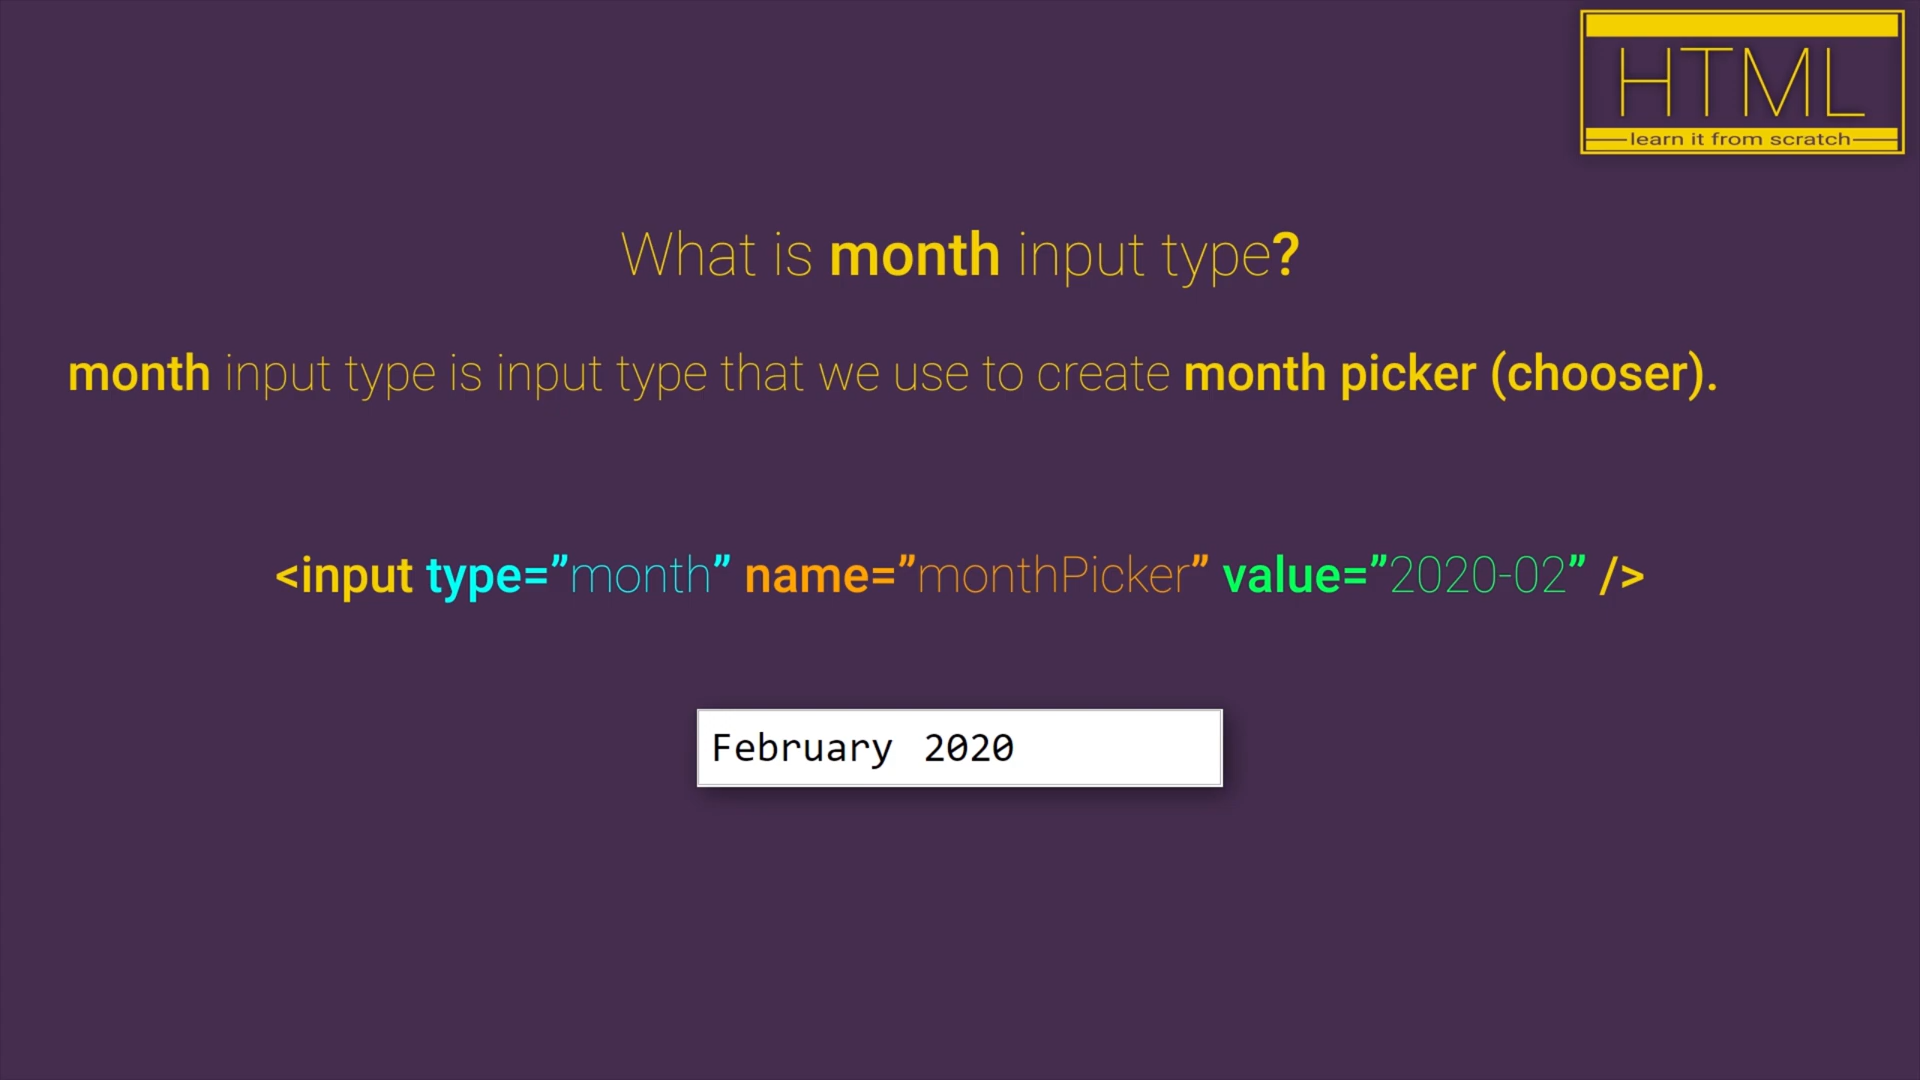 HTML
learn it from scratch
What is month input type?
month input type is input type that we use to create month picker (chooser).
<input type=”month” name=”monthPicker” value=”2020-02” />
February 2020